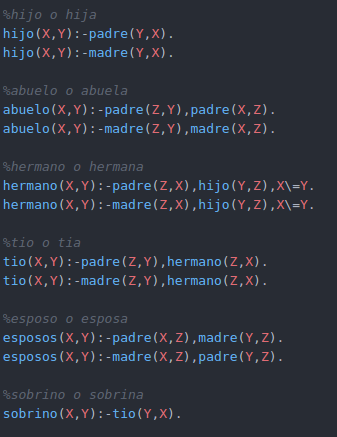 %hijo o hija
hijo(X,Y):-padre(Y,X).
hijo(X,Y):-madre(Y,X).
%abuelo o abuela
abuelo(X,Y):-padre(Z,Y),padre(X,Z).
abuelo(X,Y):-madre(Z,Y),madre(X,Z).
%hermano o hermana
hermano(X,Y):-padre(Z,X),hijo(Y,Z),X\=Y.
hermano(X,Y):-madre(Z,X),hijo(Y,Z),X\=Y.
%tio o tia
tio(X,Y):-padre(Z,Y),hermano(Z,X).
tio(X,Y):-madre(Z,Y),hermano(Z,X).
%esposo o esposa
esposos(X,Y):-padre(X,Z),madre(Y,Z).
esposos(X,Y):-madre(X,Z),padre(Y,Z).
%sobrino o sobrina
sobrino(X,Y):-tio(Y,X).